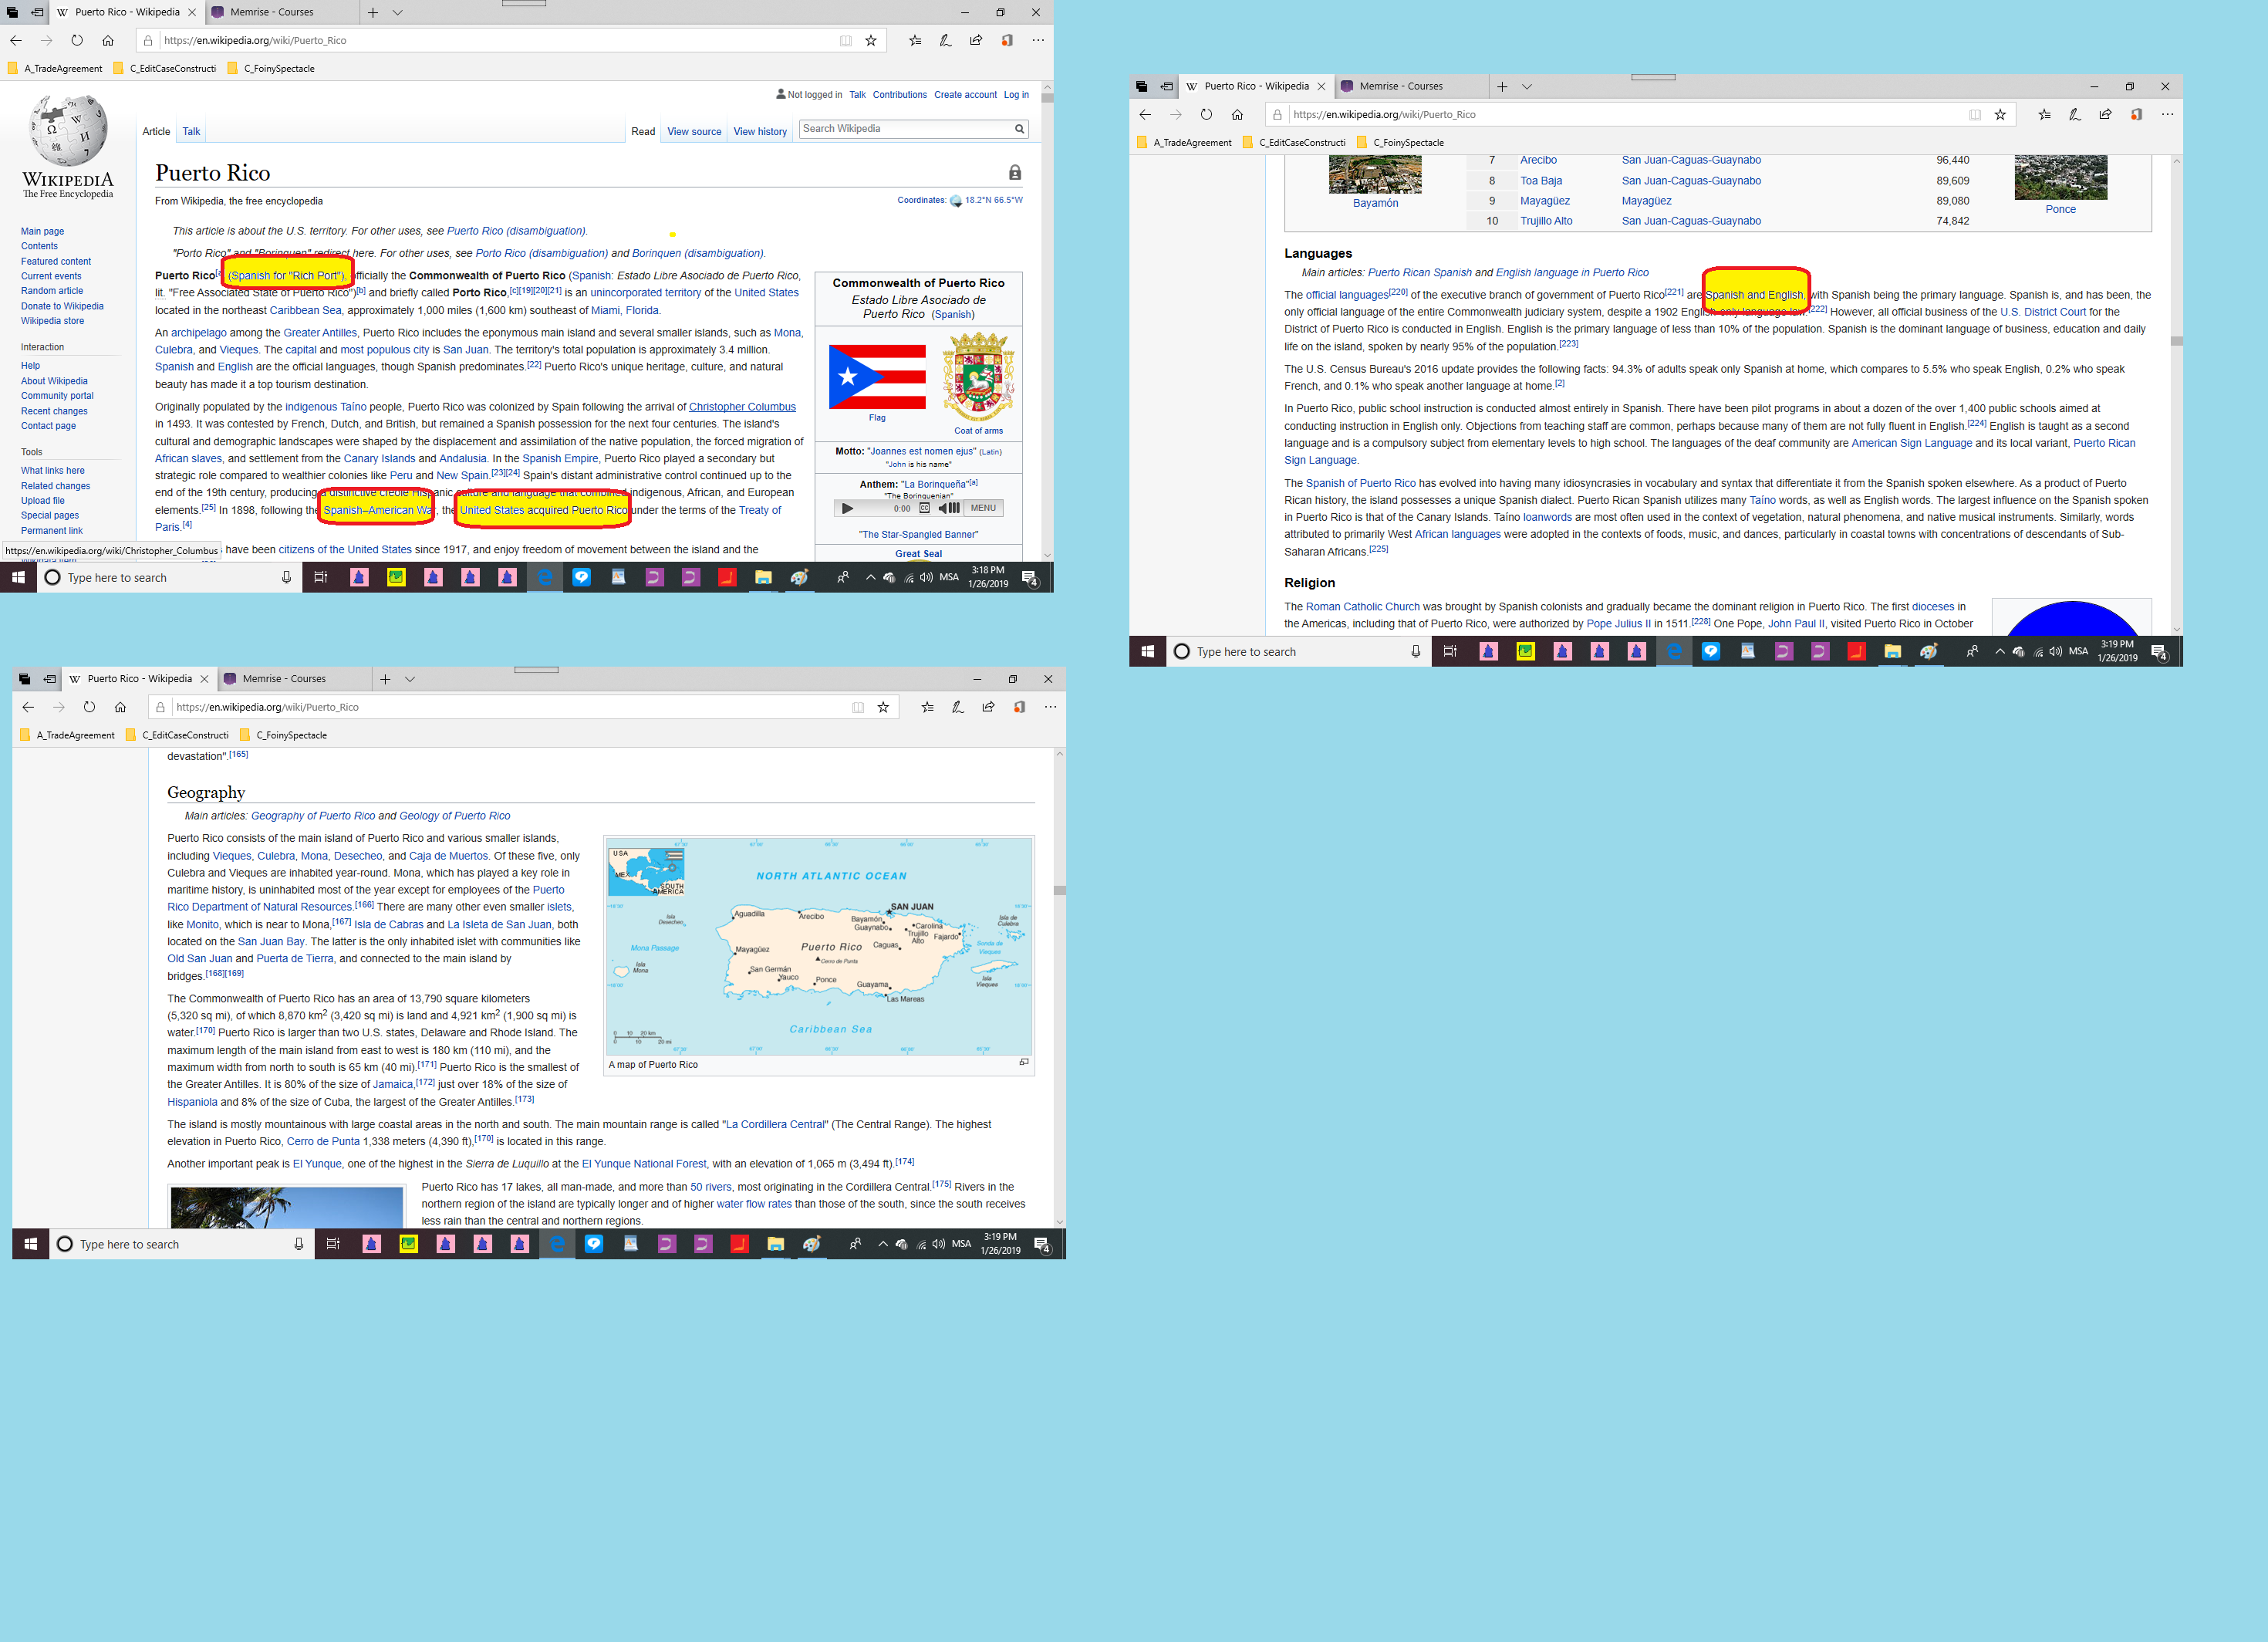 Puerto Rico - Wikipedia
Memrise - Courses
https://en.wikipedia.org/wiki/Puerto_Rico
A_TradeAgreement C_EditCaseConstructi C_FoinySpectacle
Not logged in Talk Contributions Create account Log in
Article Talk
Read View source View history Search Wikipedia
WIKIPEDIA
The Free Encyclopedia
Main page
Contents
Featured content
Current events
Random article
Donate to Wikipedia
Wikipedia store
Interaction
Help
About Wikipedia
Community portal
Recent changes
Contact page
Tools
What links here
Related changes
Upload file
Special pages
Permanent link
Puerto Rico
From Wikipedia, the free encyclopedia
Coordinates: 18.2°N 66.5°W
This article is about the U.S. territory. For other uses, see Puerto Rico (disambiguation).
"Porto Rico" and "Borinquen" redirect here. For other uses, see Porto Rico (disambiguation) and Borinquen (disambiguation).
Puerto Rico (Spanish for "Rich Port"), officially the Commonwealth of Puerto Rico (Spanish: Estado Libre Asociado de Puerto Rico,
lit. "Free Associated State of Puerto Rico")[b] and briefly called Porto Rico,[c][19][20][21] is an unincorporated territory of the United States
located in the northeast Caribbean Sea, approximately 1,000 miles (1,600 km) southeast of Miami, Florida.
An archipelago among the Greater Antilles, Puerto Rico includes the eponymous main island and several smaller islands, such as Mona,
Culebra, and Vieques. The capital and most populous city is San Juan. The territory's total population is approximately 3.4 million.
Spanish and English are the official languages, though Spanish predominates.[22] Puerto Rico's unique heritage, culture, and natural
beauty has made it a top tourism destination.
Originally populated by the indigenous Taíno people, Puerto Rico was colonized by Spain following the arrival of Christopher Columbus
in 1493. It was contested by French, Dutch, and British, but remained a Spanish possession for the next four centuries. The island's
cultural and demographic landscapes were shaped by the displacement and assimilation of the native population, the forced migration of
African slaves, and settlement from the Canary Islands and Andalusia. In the Spanish Empire, Puerto Rico played a secondary but
strategic role compared to wealthier colonies like Peru and New Spain.[23][24] Spain's distant administrative control continued up to the
end of the 19th century, producing a distinctive creole Hispanic culture and language that combined indigenous, African, and European
elements.[25] In 1898, following the Spanish–American War, the United States acquired Puerto Rico under the terms of the Treaty of
Paris.[4]
have been citizens of the United States since 1917, and enjoy freedom of movement between the island and the
https://en.wikipedia.org/wiki/Christopher_Columbus
Commonwealth of Puerto Rico
Estado Libre Asociado de
Puerto Rico (Spanish)
Flag
Coat of arms
Motto: "Joannes est nomen ejus" (Latin)
"John is his name"
Anthem: "La Borinqueña"[a]
"The Borinquenian"
0:00 MENU
"The Star-Spangled Banner"
Great Seal
Type here to search
MSA
3:18 PM
1/26/2019
4
Puerto Rico - Wikipedia
Memrise - Courses
https://en.wikipedia.org/wiki/Puerto_Rico
A_TradeAgreement C_EditCaseConstructi C_FoinySpectacle
Bayamón
7 Arecibo San Juan-Caguas-Guaynabo 96,440
8 Toa Baja San Juan-Caguas-Guaynabo 89,609
9 Mayagüez Mayagüez 89,080
10 Trujillo Alto San Juan-Caguas-Guaynabo 74,842
Ponce
Languages
Main articles: Puerto Rican Spanish and English language in Puerto Rico
The official languages[220] of the executive branch of government of Puerto Rico[221] are Spanish and English, with Spanish being the primary language. Spanish is, and has been, the
only official language of the entire Commonwealth judiciary system, despite a 1902 English-only language law.[222] However, all official business of the U.S. District Court for the
District of Puerto Rico is conducted in English. English is the primary language of less than 10% of the population. Spanish is the dominant language of business, education and daily
life on the island, spoken by nearly 95% of the population.[223]
The U.S. Census Bureau's 2016 update provides the following facts: 94.3% of adults speak only Spanish at home, which compares to 5.5% who speak English, 0.2% who speak
French, and 0.1% who speak another language at home.[2]
In Puerto Rico, public school instruction is conducted almost entirely in Spanish. There have been pilot programs in about a dozen of the over 1,400 public schools aimed at
conducting instruction in English only. Objections from teaching staff are common, perhaps because many of them are not fully fluent in English.[224] English is taught as a second
language and is a compulsory subject from elementary levels to high school. The languages of the deaf community are American Sign Language and its local variant, Puerto Rican
Sign Language.
The Spanish of Puerto Rico has evolved into having many idiosyncrasies in vocabulary and syntax that differentiate it from the Spanish spoken elsewhere. As a product of Puerto
Rican history, the island possesses a unique Spanish dialect. Puerto Rican Spanish utilizes many Taíno words, as well as English words. The largest influence on the Spanish spoken
in Puerto Rico is that of the Canary Islands. Taíno loanwords are most often used in the context of vegetation, natural phenomena, and native musical instruments. Similarly, words
attributed to primarily West African languages were adopted in the contexts of foods, music, and dances, particularly in coastal towns with concentrations of descendants of Sub-
Saharan Africans.[225]
Religion
The Roman Catholic Church was brought by Spanish colonists and gradually became the dominant religion in Puerto Rico. The first dioceses in
the Americas, including that of Puerto Rico, were authorized by Pope Julius II in 1511.[228] One Pope, John Paul II, visited Puerto Rico in October
Type here to search
MSA
3:19 PM
1/26/2019
4
Puerto Rico - Wikipedia
Memrise - Courses
https://en.wikipedia.org/wiki/Puerto_Rico
A_TradeAgreement C_EditCaseConstructi C_FoinySpectacle
devastation".[165]
Geography
Main articles: Geography of Puerto Rico and Geology of Puerto Rico
Puerto Rico consists of the main island of Puerto Rico and various smaller islands,
including Vieques, Culebra, Mona, Desecheo, and Caja de Muertos. Of these five, only
Culebra and Vieques are inhabited year-round. Mona, which has played a key role in
maritime history, is uninhabited most of the year except for employees of the Puerto
Rico Department of Natural Resources.[166] There are many other even smaller islets,
like Monito, which is near to Mona,[167] Isla de Cabras and La Isleta de San Juan, both
located on the San Juan Bay. The latter is the only inhabited islet with communities like
Old San Juan and Puerta de Tierra, and connected to the main island by
bridges.[168][169]
The Commonwealth of Puerto Rico has an area of 13,790 square kilometers
(5,320 sq mi), of which 8,870 km2 (3,420 sq mi) is land and 4,921 km2 (1,900 sq mi) is
water.[170] Puerto Rico is larger than two U.S. states, Delaware and Rhode Island. The
maximum length of the main island from east to west is 180 km (110 mi), and the
maximum width from north to south is 65 km (40 mi).[171] Puerto Rico is the smallest of
the Greater Antilles. It is 80% of the size of Jamaica,[172] just over 18% of the size of
Hispaniola and 8% of the size of Cuba, the largest of the Greater Antilles.[173]
USA
MEX.
SOUTH
AMERICA
NORTH ATLANTIC OCEAN
SAN JUAN
Aguadilla
Arecibo
Bayamón
Guaynabo
Carolina
Trujillo
Alto
Fajardo
Isla
Desecheo
Isla de
Culebra
Mona Passage
Mayagüez
Puerto Rico
Caguas
Sonda de
Vieques
Cerro de Punta
Isla
Mona
San Germán
Yauco
Ponce
Guayama
Isla
Vieques
Las Mareas
Caribbean Sea
0 10 20 km
0 10 20 mi
A map of Puerto Rico
The island is mostly mountainous with large coastal areas in the north and south. The main mountain range is called "La Cordillera Central" (The Central Range). The highest
elevation in Puerto Rico, Cerro de Punta 1,338 meters (4,390 ft),[170] is located in this range.
Another important peak is El Yunque, one of the highest in the Sierra de Luquillo at the El Yunque National Forest, with an elevation of 1,065 m (3,494 ft).[174]
Puerto Rico has 17 lakes, all man-made, and more than 50 rivers, most originating in the Cordillera Central.[175] Rivers in the
northern region of the island are typically longer and of higher water flow rates than those of the south, since the south receives
less rain than the central and northern regions.
Type here to search
MSA
3:19 PM
1/26/2019
4